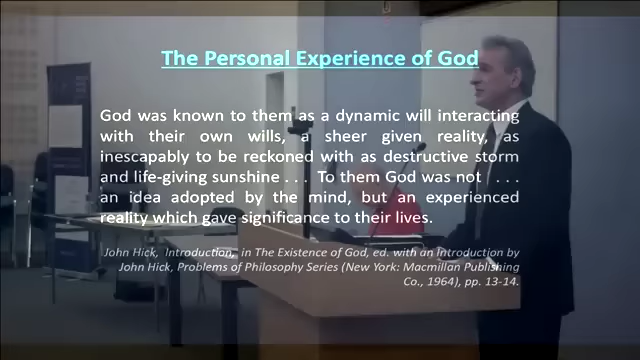 The Personal Experience of God
God was known to them as a dynamic will interacting
with their own wills, a sheer given reality, as
inescapably to be reckoned with as destructive storm
and life-giving sunshine . . . To them God was not . . .
an idea adopted by the mind, but an experienced
reality which gave significance to their lives.
John Hick, Introduction, in The Existence of God, ed. with an Introduction by
John Hick, Problems of Philosophy Series (New York: Macmillan Publishing
Co., 1964), pp. 13-14.